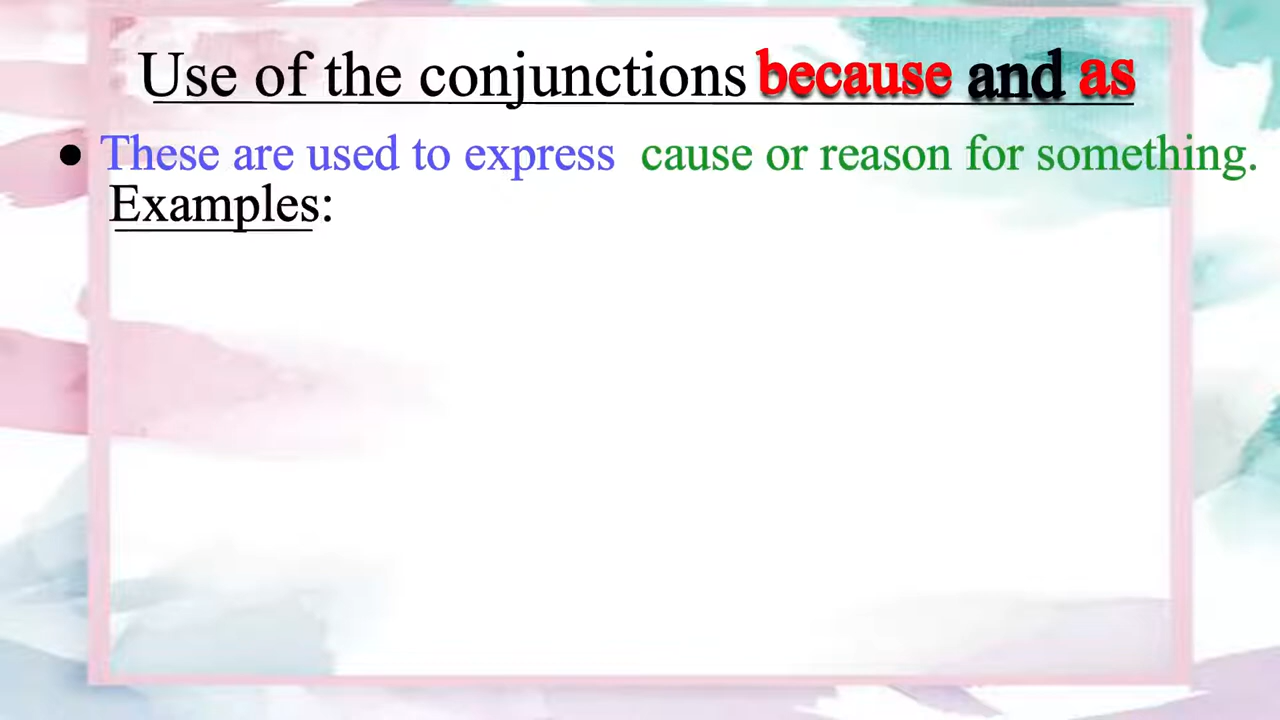 Use of the conjunctions because and as
● These are used to express cause or reason for something.
Examples: